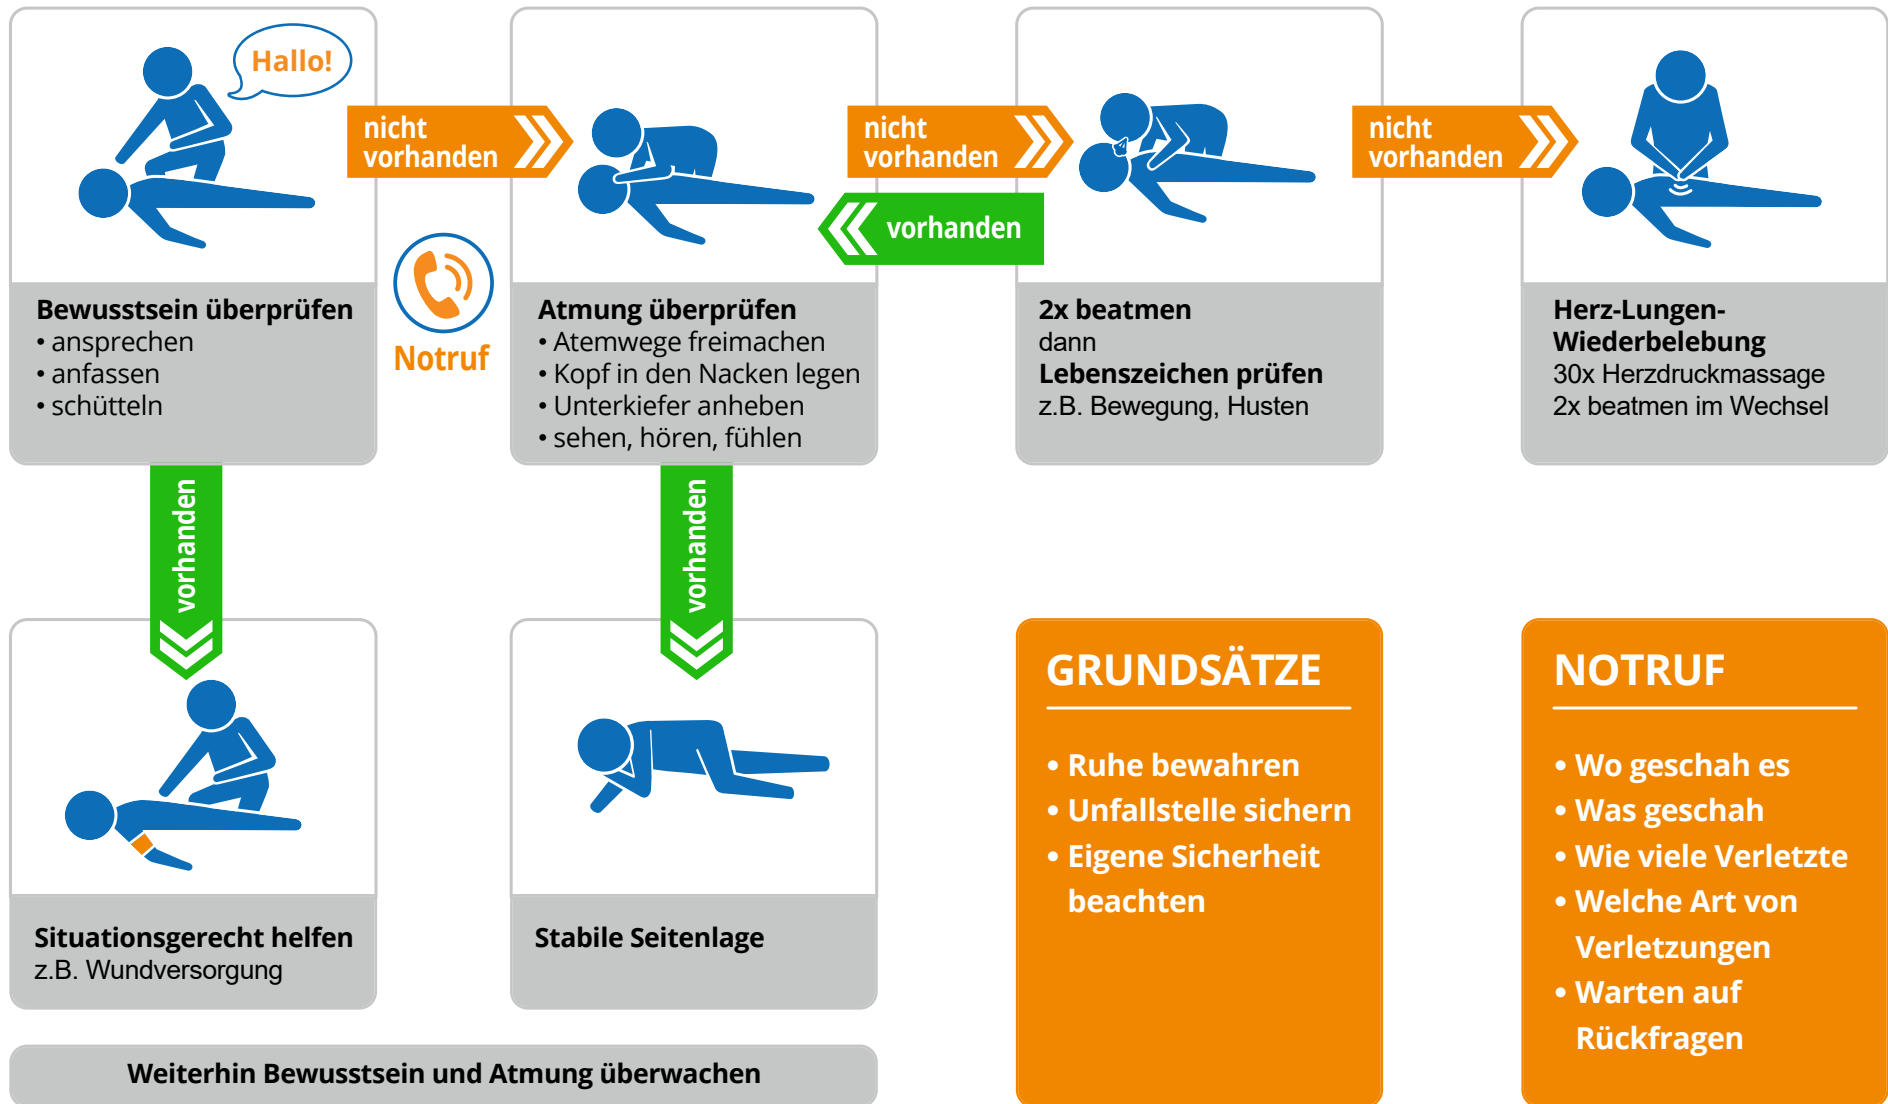 Hallo!
nicht
vorhanden
nicht
vorhanden
nicht
vorhanden
vorhanden
Notruf
Bewusstsein überprüfen
• ansprechen
• anfassen
• schütteln
Atmung überprüfen
• Atemwege freimachen
• Kopf in den Nacken legen
• Unterkiefer anheben
• sehen, hören, fühlen
2x beatmen
dann
Lebenszeichen prüfen
z.B. Bewegung, Husten
Herz-Lungen-
Wiederbelebung
30x Herzdruckmassage
2x beatmen im Wechsel
vorhanden
vorhanden
Situationsgerecht helfen
z.B. Wundversorgung
Stabile Seitenlage
Weiterhin Bewusstsein und Atmung überwachen
GRUNDSÄTZE
• Ruhe bewahren
• Unfallstelle sichern
• Eigene Sicherheit
beachten
NOTRUF
• Wo geschah es
• Was geschah
• Wie viele Verletzte
• Welche Art von
Verletzungen
• Warten auf
Rückfragen